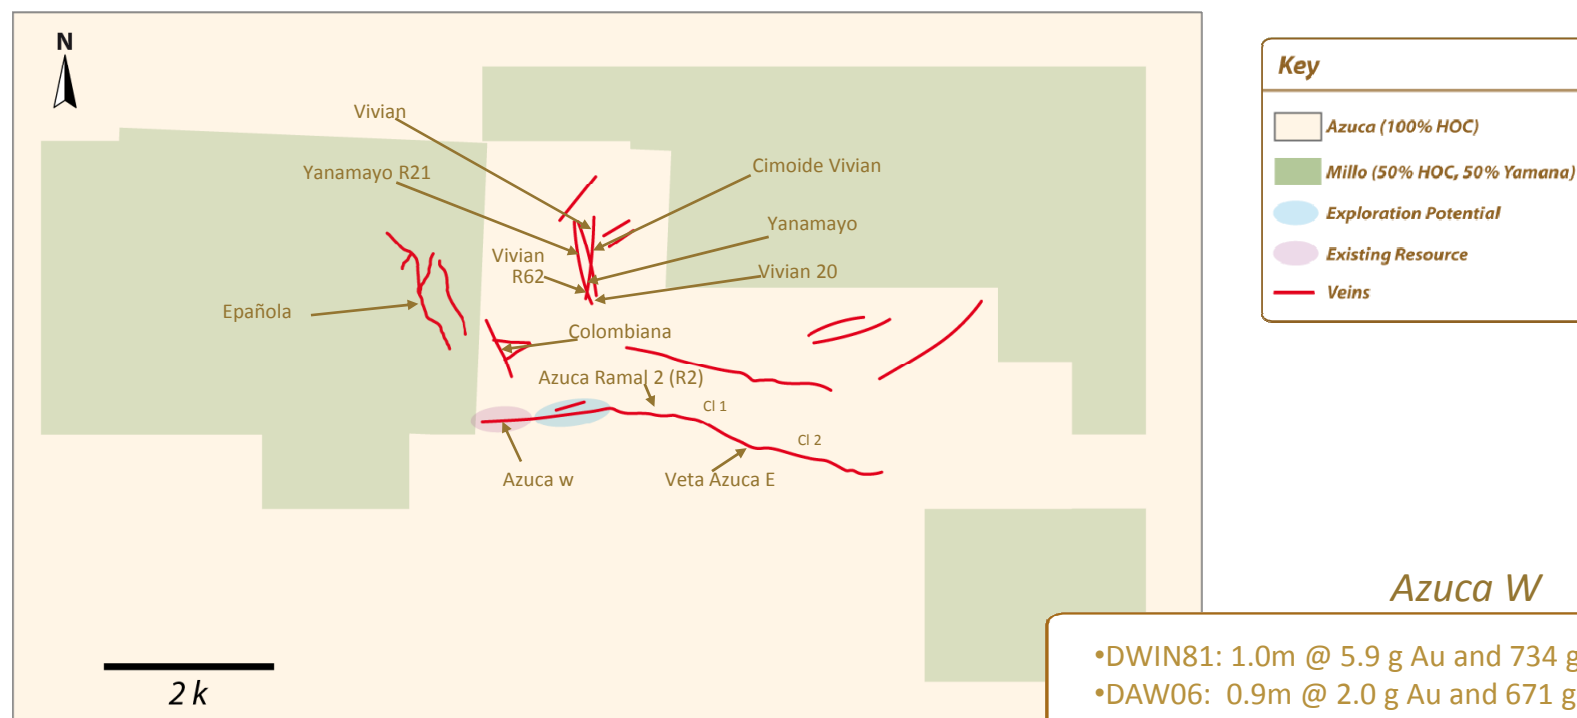 N
Vivian
Yanamayo R21
Cimoide Vivian
Yanamayo
Vivian
R62
Vivian 20
Epañola
Colombiana
Azuca Ramal 2 (R2)
Cl 1
Cl 2
Azuca w
Veta Azuca E
2 k
Key
Azuca (100% HOC)
Millo (50% HOC, 50% Yamana)
Exploration Potential
Existing Resource
Veins
Azuca W
•DWIN81: 1.0m @ 5.9 g Au and 734 g
•DAW06: 0.9m @ 2.0 g Au and 671 g